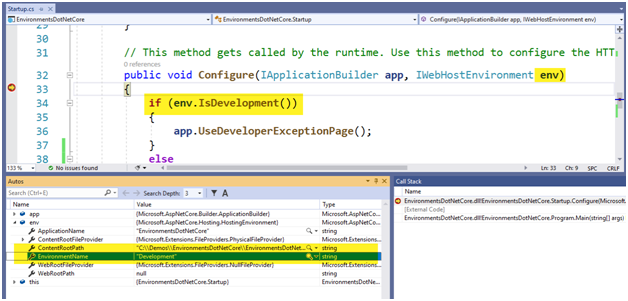 Startup.cs
EnvironmentsDotNetCore
EnvironmentsDotNetCore.Startup
Configure(IApplicationBuilder app, IWebHostEnvironment env)
29 }
30
31 // This method gets called by the runtime. Use this method to configure the HTT
0 references
32 public void Configure(IApplicationBuilder app, IWebHostEnvironment env)
33 {
34 if (env.IsDevelopment())
35 {
36 app.UseDeveloperExceptionPage();
37 }
38 else
133 % No issues found Ln: 33 Ch: 9 SPC CRLF
Autos
Search (Ctrl+E) Search Depth: 3
Name Value Type
app {Microsoft.AspNetCore.Builder.ApplicationBuilder} Microsoft.AspNetCo...
env {Microsoft.AspNetCore.Hosting.HostingEnvironment} Microsoft.AspNetCo...
ApplicationName "EnvironmentsDotNetCore" string
ContentRootFileProvider {Microsoft.Extensions.FileProviders.PhysicalFileProvider} Microsoft.Extensions...
ContentRootPath "C:\\Demos\\EnvironmentsDotNetCore\\EnvironmentsDotNet... string
EnvironmentName "Development" string
WebRootFileProvider {Microsoft.Extensions.FileProviders.NullFileProvider} Microsoft.Extensions...
WebRootPath null string
this {EnvironmentsDotNetCore.Startup} EnvironmentsDotNe...
Call Stack
Name
EnvironmentsDotNetCore.dll!EnvironmentsDotNetCore.Startup.Configure(Microsoft.
[External Code]
EnvironmentsDotNetCore.dll!EnvironmentsDotNetCore.Program.Main(string[] args)